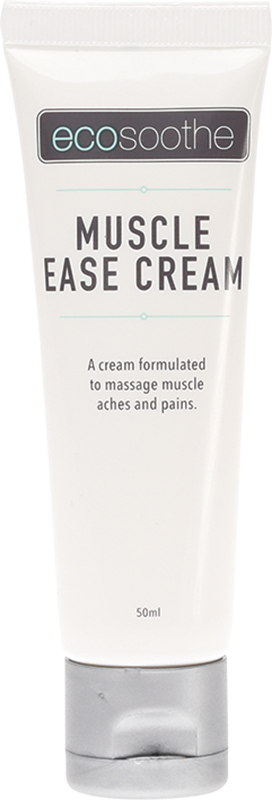 ecosoothe
MUSCLE
EASE CREAM
A cream formulated
to massage muscle
aches and pains.
50ml